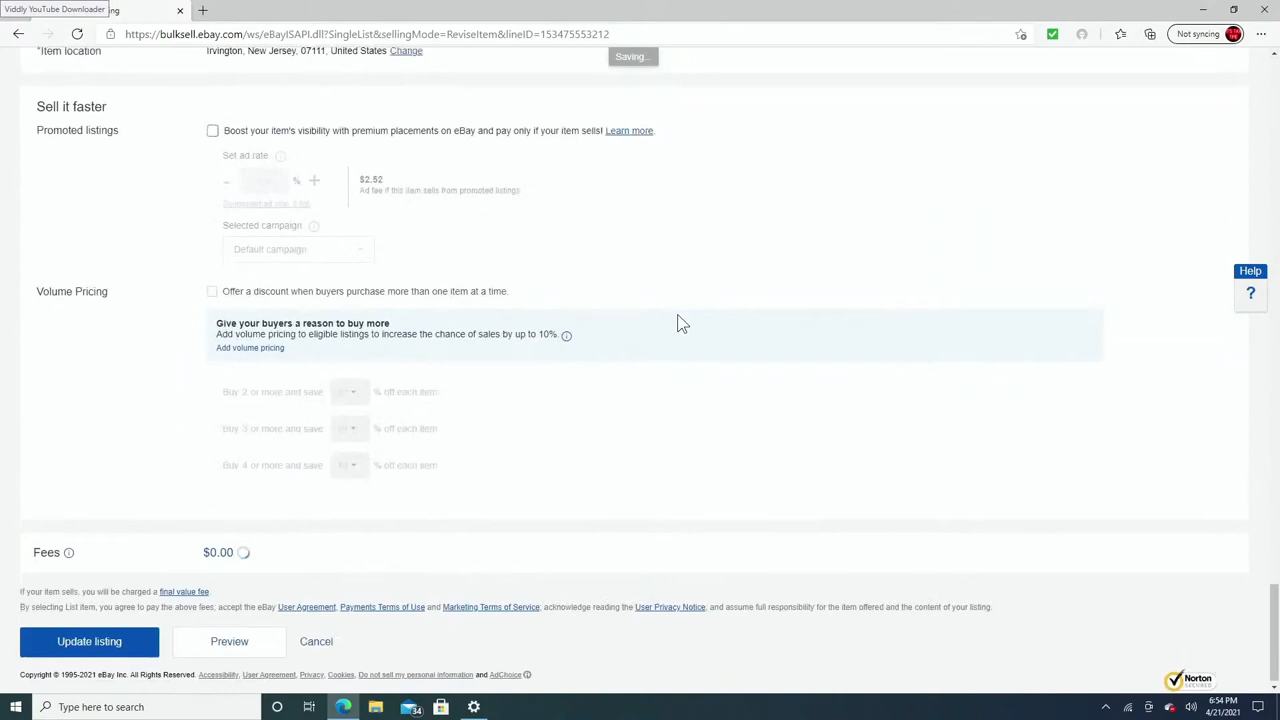 Viddly YouTube Downloader
ng
https://bulksell.ebay.com/ws/eBayISAPI.dll?SingleList&sellingMode=ReviseItem&lineID=153475553212
Not syncing
*Item location
Irvington, New Jersey, 07111, United States Change
Saving...
Sell it faster
Promoted listings
Boost your item's visibility with premium placements on eBay and pay only if your item sells! Learn more.
Set ad rate
- % +
$2.52
Ad fee if this item sells from promoted listings
Selected campaign
Default campaign
Help
?
Volume Pricing
Offer a discount when buyers purchase more than one item at a time.
Give your buyers a reason to buy more
Add volume pricing to eligible listings to increase the chance of sales by up to 10%.
Add volume pricing
Buy 2 or more and save % off each item
Buy 3 or more and save % off each item
Buy 4 or more and save % off each item
Fees
$0.00
If your item sells, you will be charged a final value fee.
By selecting List item, you agree to pay the above fees, accept the eBay User Agreement, Payments Terms of Use and Marketing Terms of Service, acknowledge reading the User Privacy Notice, and assume full responsibility for the item offered and the content of your listing.
Update listing
Preview
Cancel
Copyright © 1995-2021 eBay Inc. All Rights Reserved. Accessibility, User Agreement, Privacy, Cookies, Do not sell my personal information and AdChoice
Norton
SECURED
Type here to search
34
6:54 PM
4/21/2021